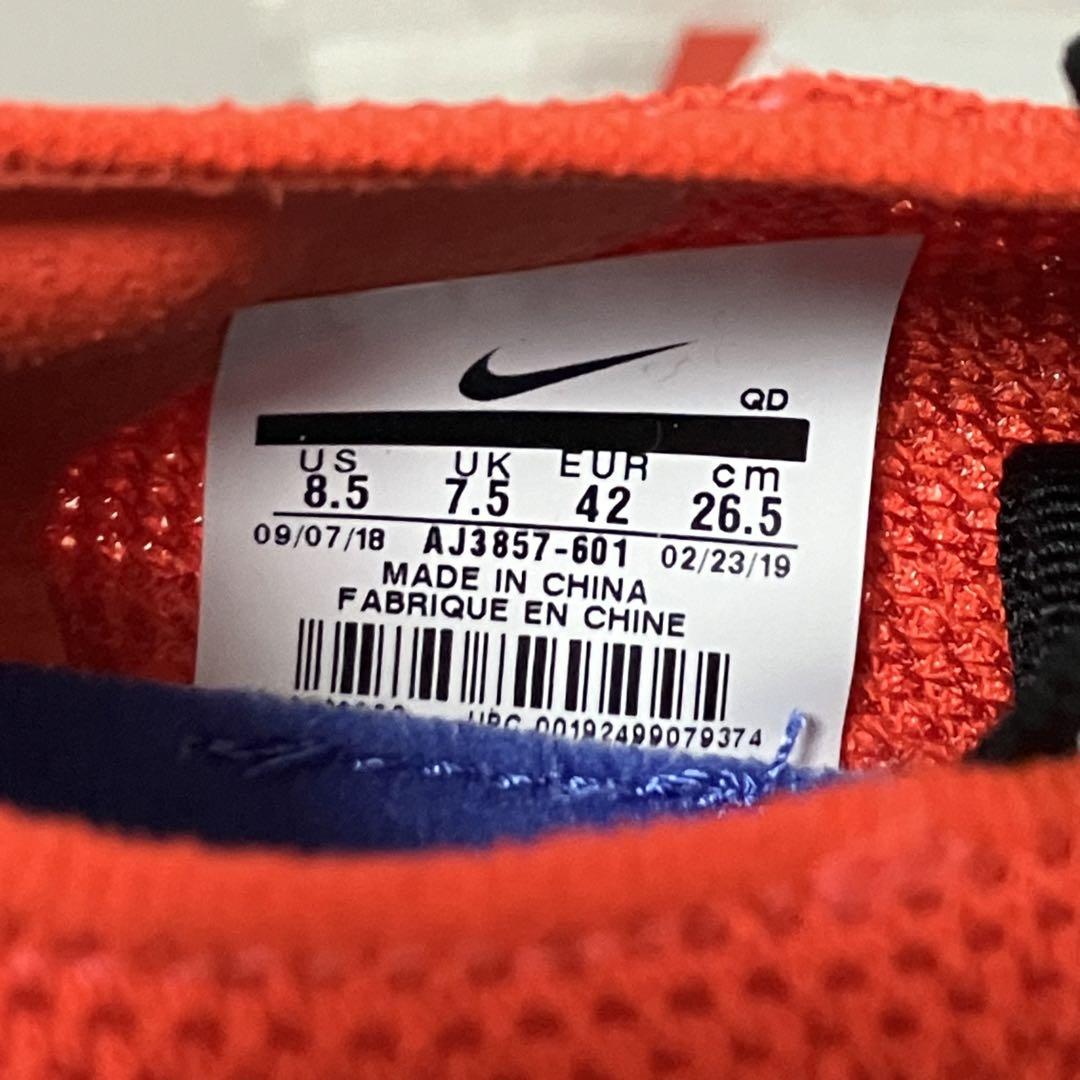 QD
US UK EUR cm
8.5 7.5 42 26.5
09/07/18 AJ3857-601 02/23/19
MADE IN CHINA
FABRIQUE EN CHINE
UPC 00192499079374